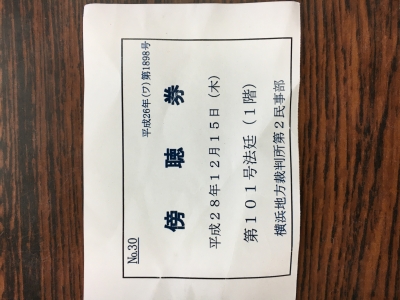 No.30
平成26年(ワ)第1898号
傍聴券
平成28年12月15日（木）
第101号法廷（1階）
横浜地方裁判所第2民事部